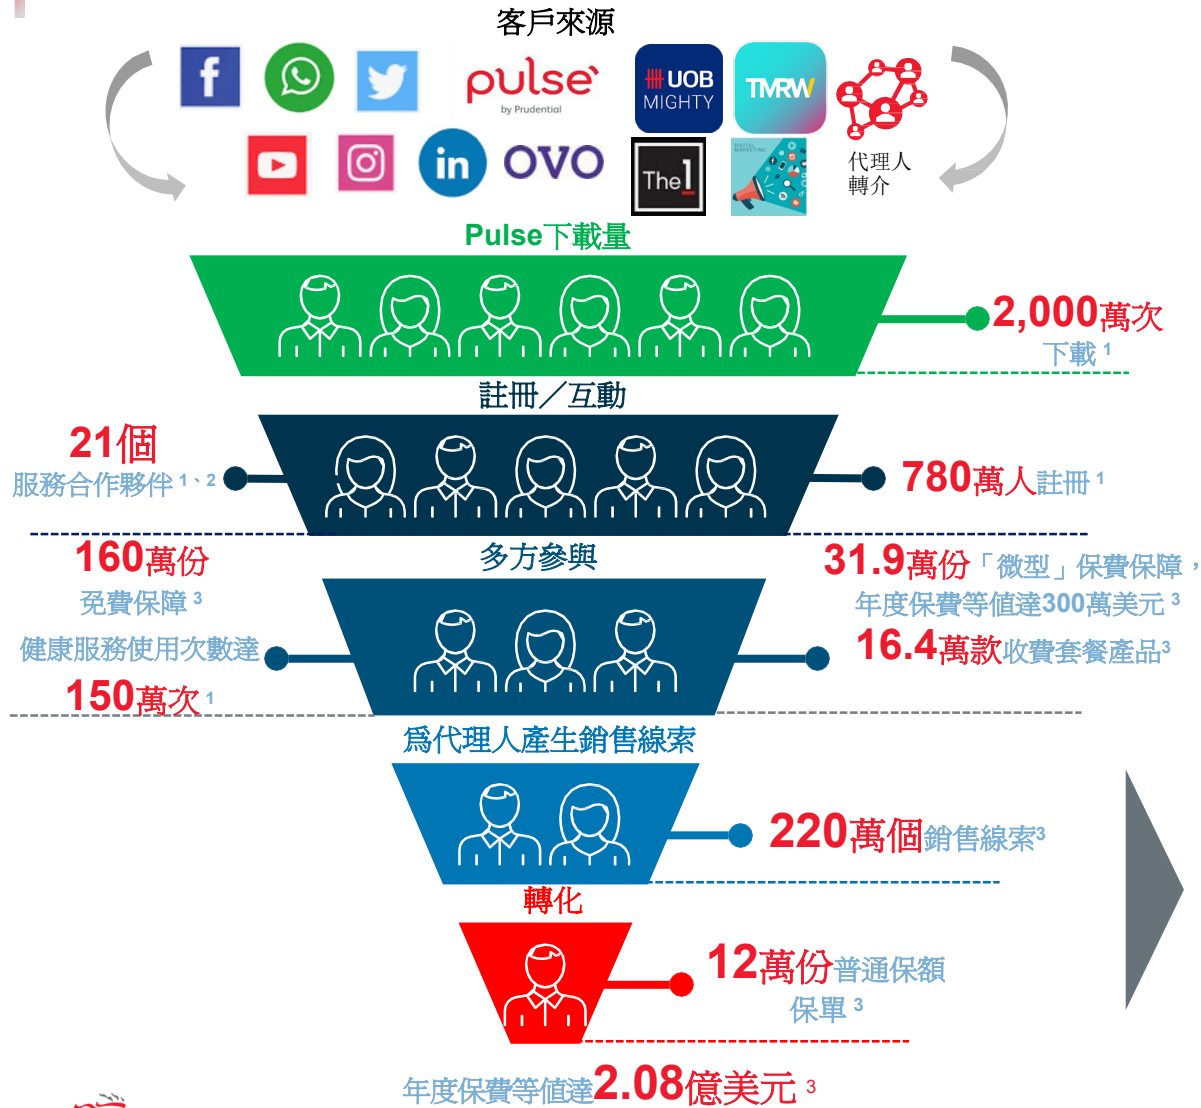 客戶來源
f
pulse
by Prudential
UOB
MIGHTY
TMRW
in
OVO
The1
DIGITAL
MARKETING
代理人
轉介
Pulse下載量
2,000萬次
下載 1
註冊／互動
21個
服務合作夥伴 1、2
780萬人註冊 1
多方參與
160萬份
免費保障 3
健康服務使用次數達
150萬次 1
31.9萬份「微型」保費保障，
年度保費等值達300萬美元 3
16.4萬款收費套餐產品3
爲代理人產生銷售線索
220萬個銷售線索3
轉化
12萬份普通保額
保單 3
年度保費等值達2.08億美元 3